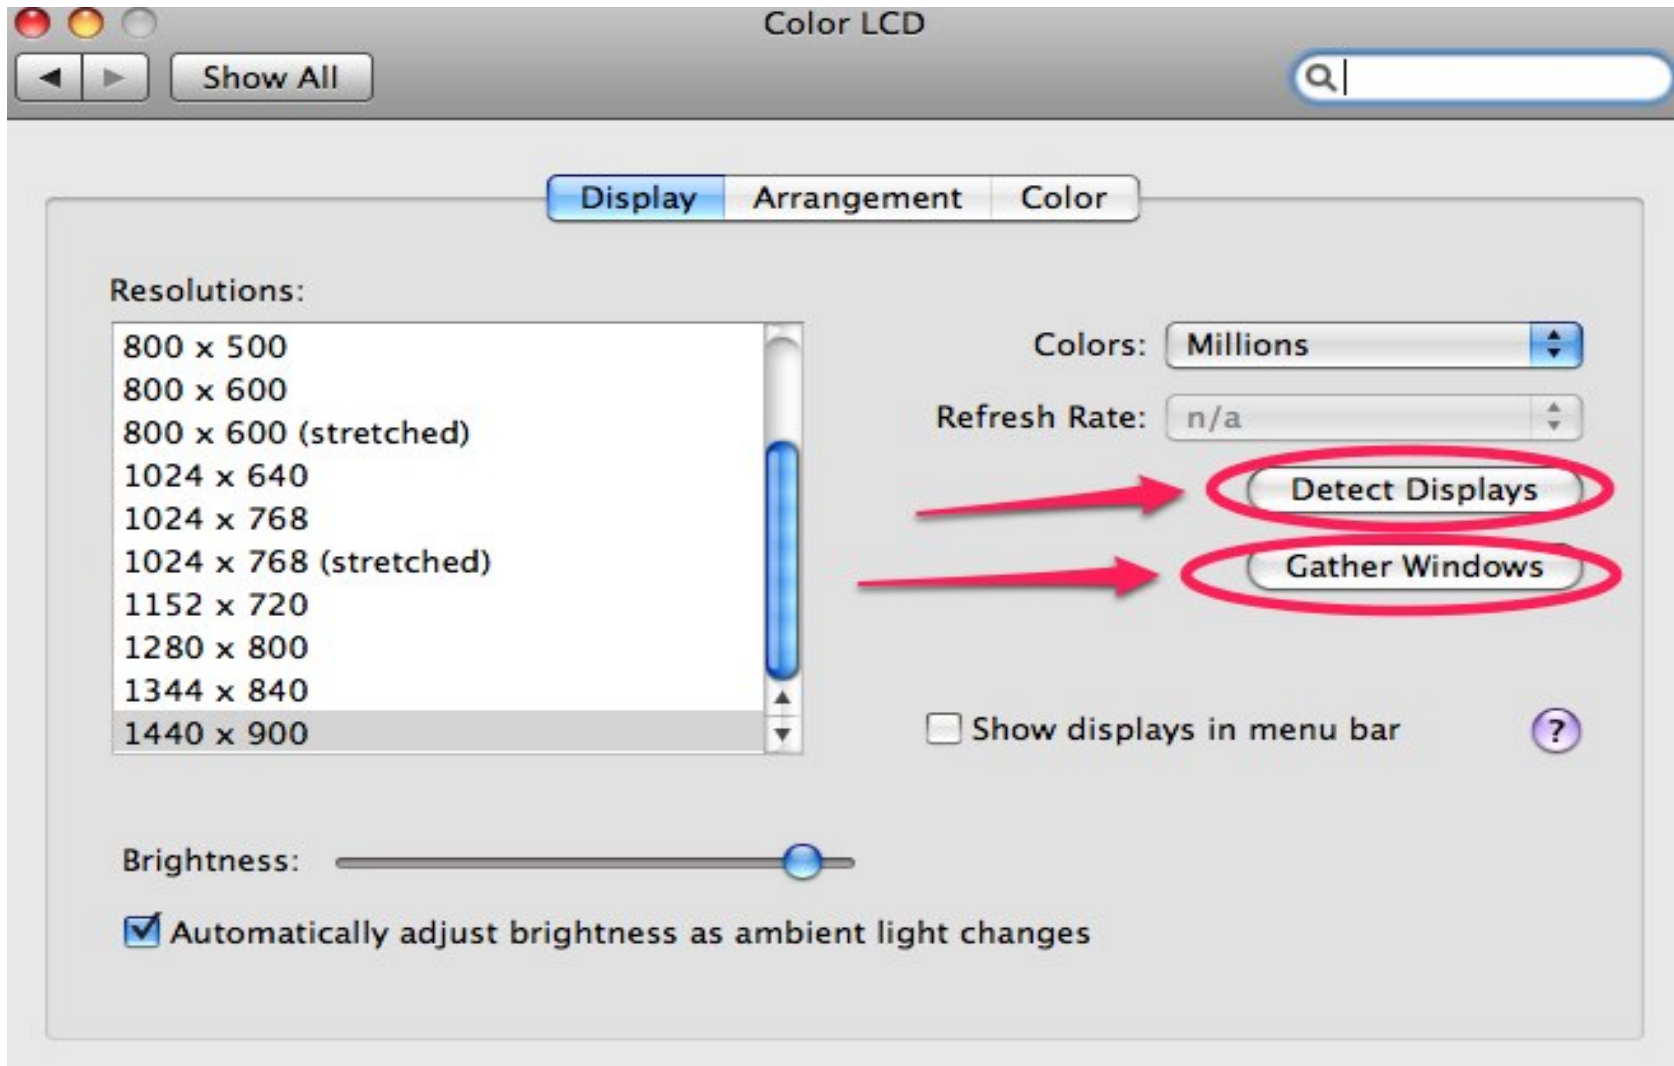 Color LCD
Show All
Display Arrangement Color
Resolutions:
800 x 500
800 x 600
800 x 600 (stretched)
1024 x 640
1024 x 768
1024 x 768 (stretched)
1152 x 720
1280 x 800
1344 x 840
1440 x 900
Colors: Millions
Refresh Rate: n/a
Detect Displays
Gather Windows
Show displays in menu bar ?
Brightness:
Automatically adjust brightness as ambient light changes